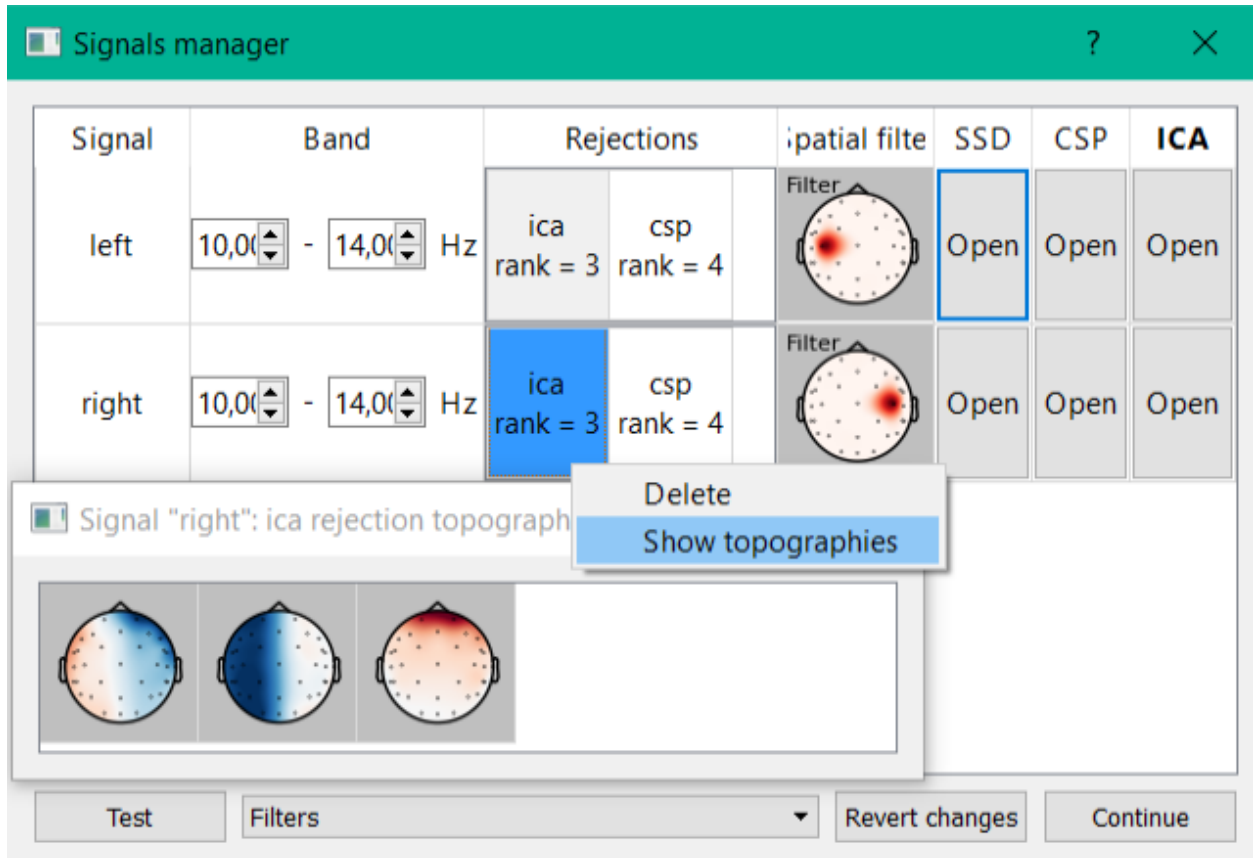 Signals manager ?
Signal Band Rejections patial filte SSD CSP ICA
Filter
left 10,0 - 14,0 Hz ica rank = 3 csp rank = 4 Open Open Open
Filter
right 10,0 - 14,0 Hz ica rank = 3 csp rank = 4 Open Open Open
Delete
Signal "right": ica rejection topograph
Show topographies
Test Filters Revert changes Continue